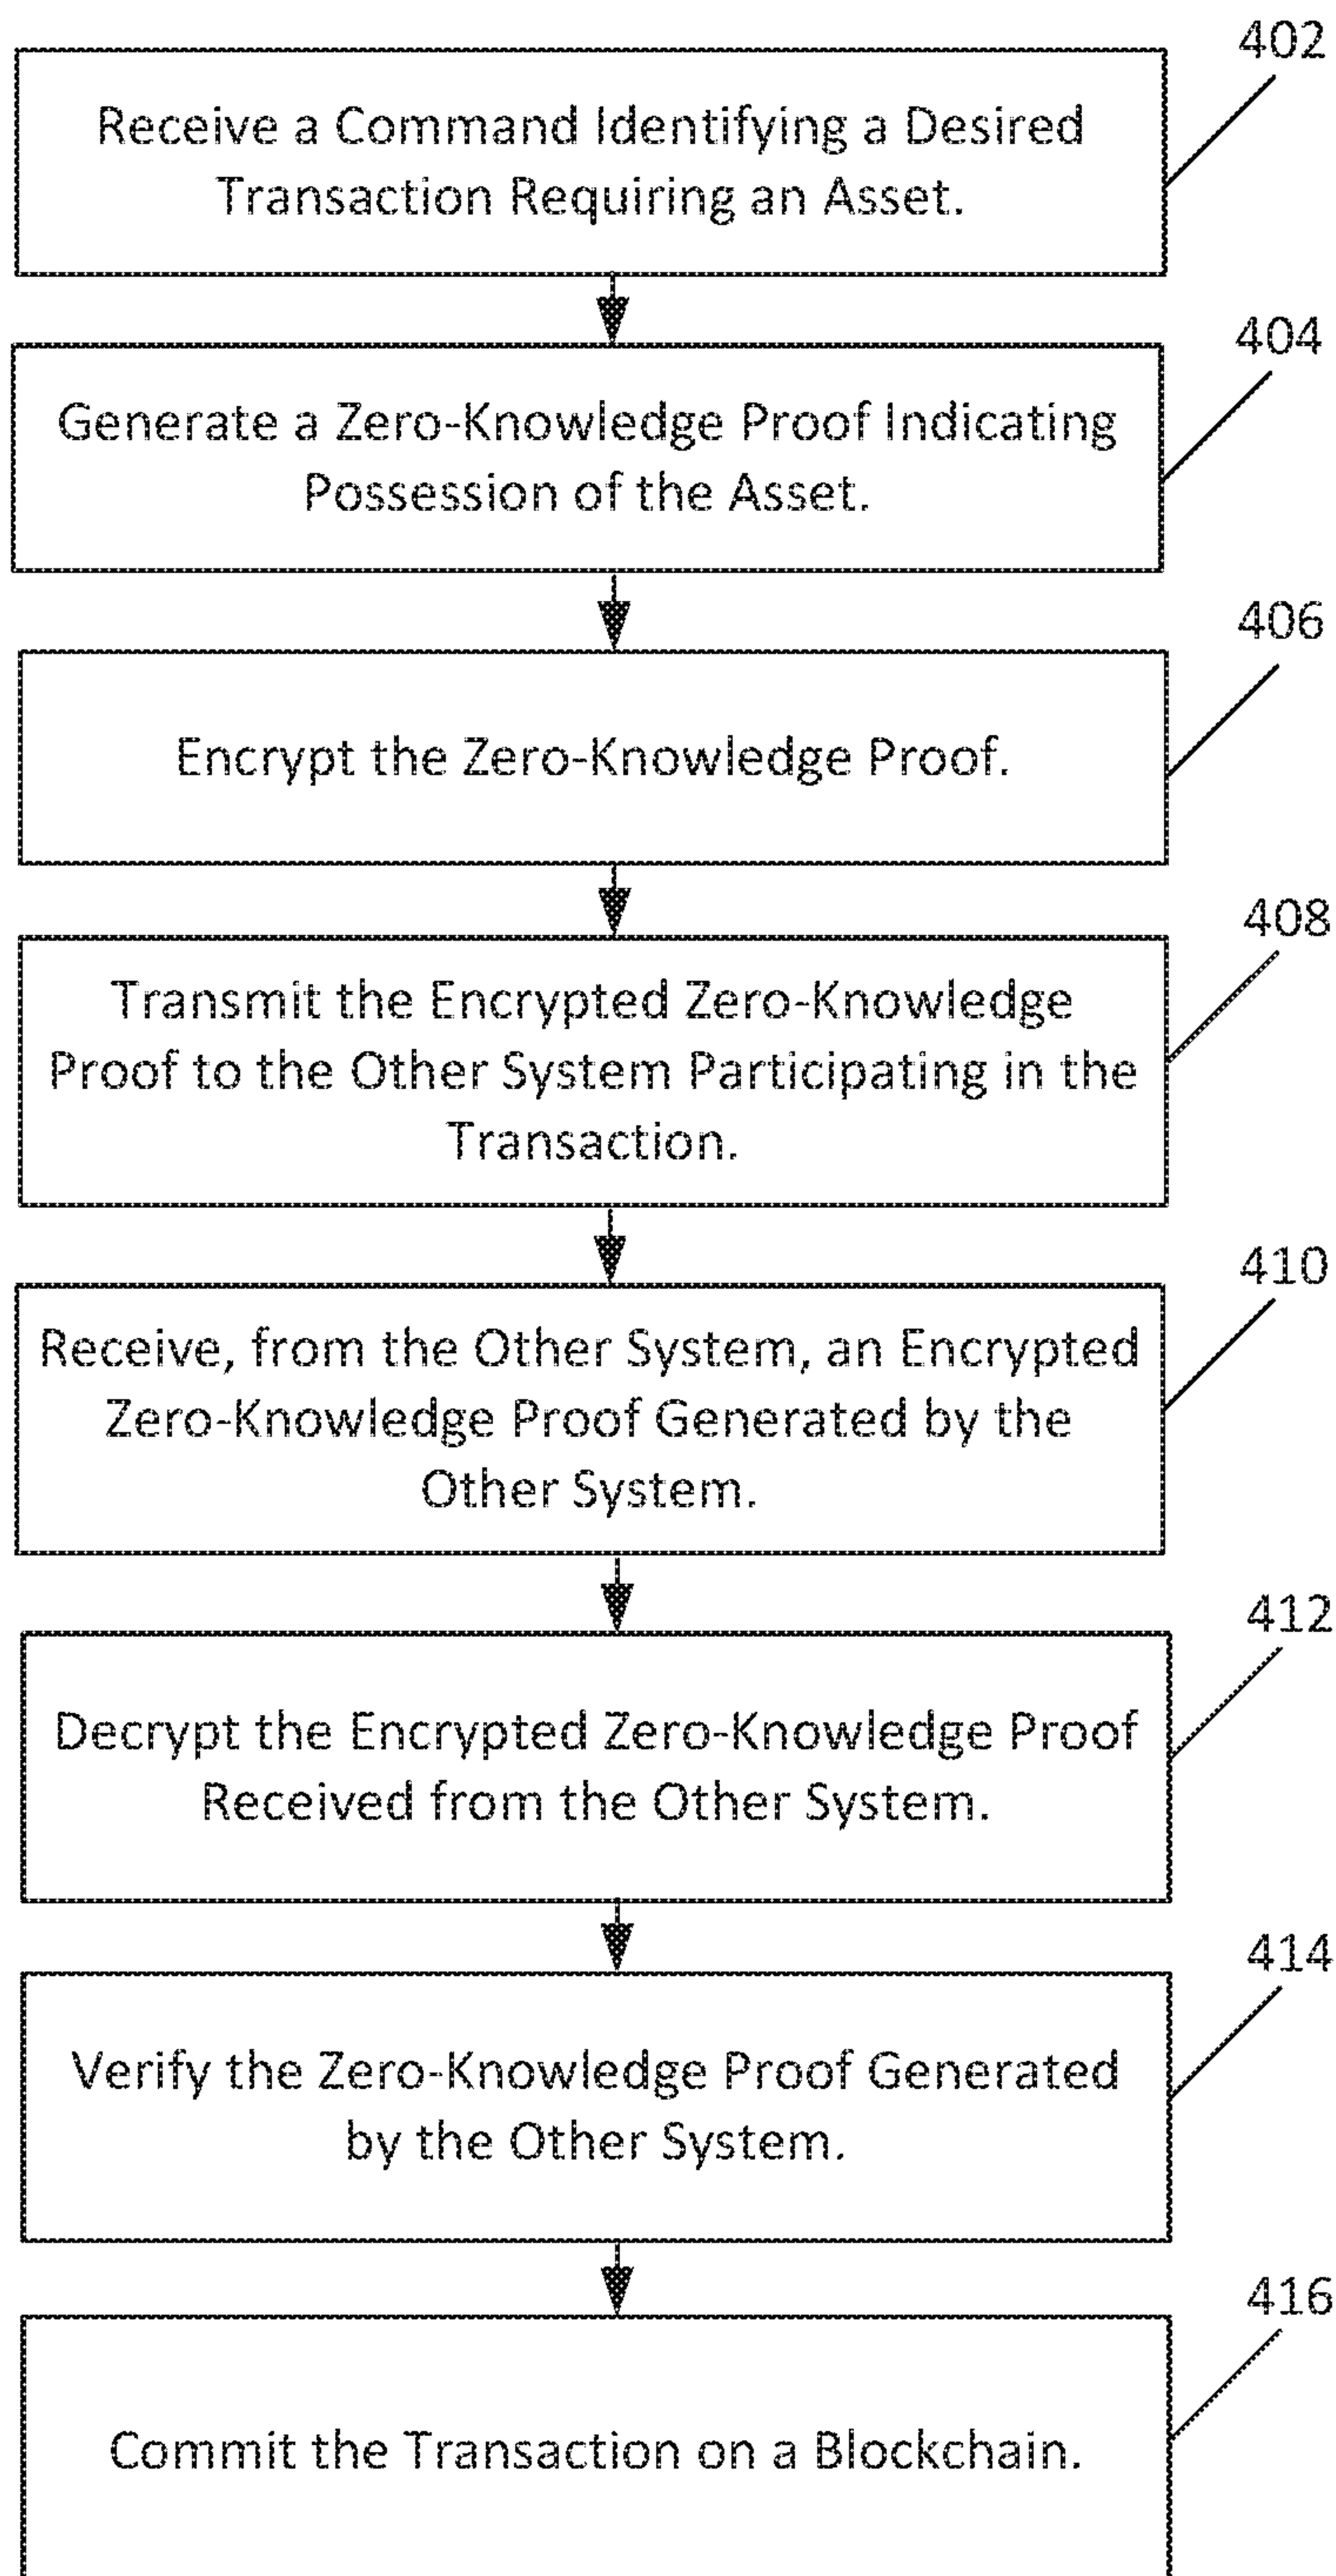 402
Receive a Command Identifying a Desired
Transaction Requiring an Asset.
404
Generate a Zero-Knowledge Proof Indicating
Possession of the Asset.
406
Encrypt the Zero-Knowledge Proof.
408
Transmit the Encrypted Zero-Knowledge
Proof to the Other System Participating in the
Transaction.
410
Receive, from the Other System, an Encrypted
Zero-Knowledge Proof Generated by the
Other System.
412
Decrypt the Encrypted Zero-Knowledge Proof
Received from the Other System.
414
Verify the Zero-Knowledge Proof Generated
by the Other System.
416
Commit the Transaction on a Blockchain.